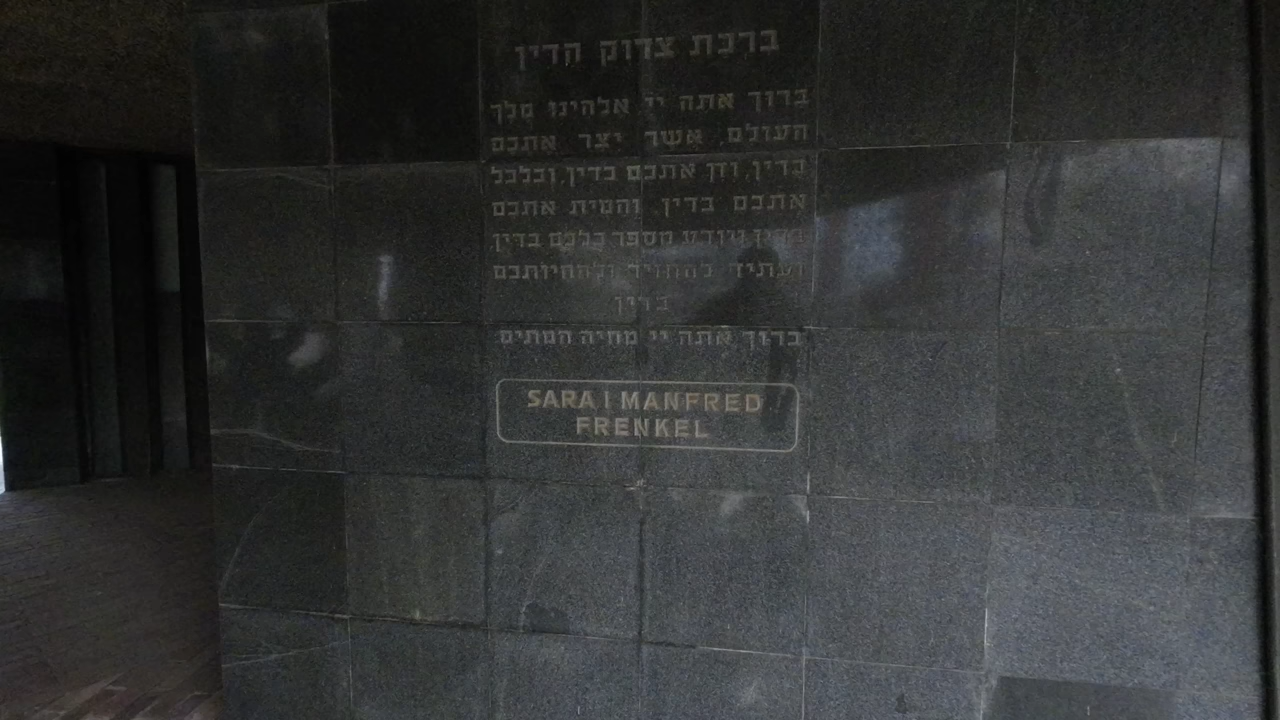 ברכת צדוק הדין
ברוך אתה יי אלהינו מלך
העולם, אשר יצר אתכם
בדין, וזן אתכם בדין, וכלכל
אתכם בדין, והמית אתכם
בדין ויודע מספר כלכם בדין
ועתיד להחזיר ולהחיותכם
בדין
ברוך אתה יי מחיה המתים
SARA I MANFRED
FRENKEL